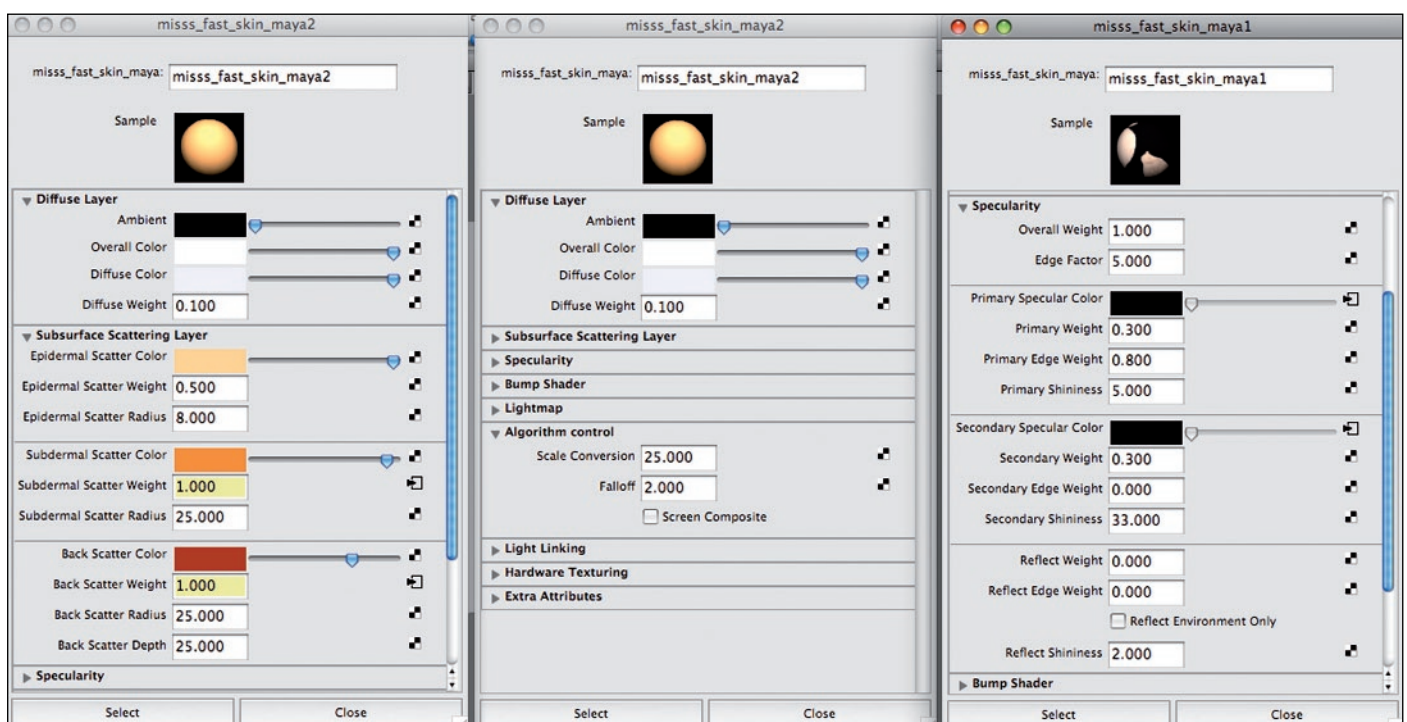 misss_fast_skin_maya2
misss_fast_skin_maya: misss_fast_skin_maya2
Sample
Diffuse Layer
Ambient
Overall Color
Diffuse Color
Diffuse Weight 0.100
Subsurface Scattering Layer
Epidermal Scatter Color
Epidermal Scatter Weight 0.500
Epidermal Scatter Radius 8.000
Subdermal Scatter Color
Subdermal Scatter Weight 1.000
Subdermal Scatter Radius 25.000
Back Scatter Color
Back Scatter Weight 1.000
Back Scatter Radius 25.000
Back Scatter Depth 25.000
Specularity
Select Close
misss_fast_skin_maya2
misss_fast_skin_maya: misss_fast_skin_maya2
Sample
Diffuse Layer
Ambient
Overall Color
Diffuse Color
Diffuse Weight 0.100
Subsurface Scattering Layer
Specularity
Bump Shader
Lightmap
Algorithm control
Scale Conversion 25.000
Falloff 2.000
Screen Composite
Light Linking
Hardware Texturing
Extra Attributes
Select Close
misss_fast_skin_maya1
misss_fast_skin_maya: misss_fast_skin_maya1
Sample
Specularity
Overall Weight 1.000
Edge Factor 5.000
Primary Specular Color
Primary Weight 0.300
Primary Edge Weight 0.800
Primary Shininess 5.000
Secondary Specular Color
Secondary Weight 0.300
Secondary Edge Weight 0.000
Secondary Shininess 33.000
Reflect Weight 0.000
Reflect Edge Weight 0.000
Reflect Environment Only
Reflect Shininess 2.000
Bump Shader
Select Close